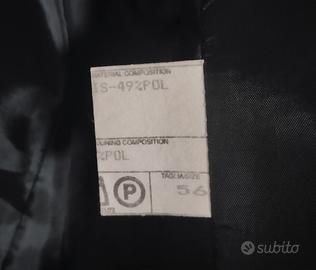 MATERIAL COMPOSITION
IS-49%POL
LINING COMPOSITION
%POL
P
TAGLIA/SIZE
56
subito